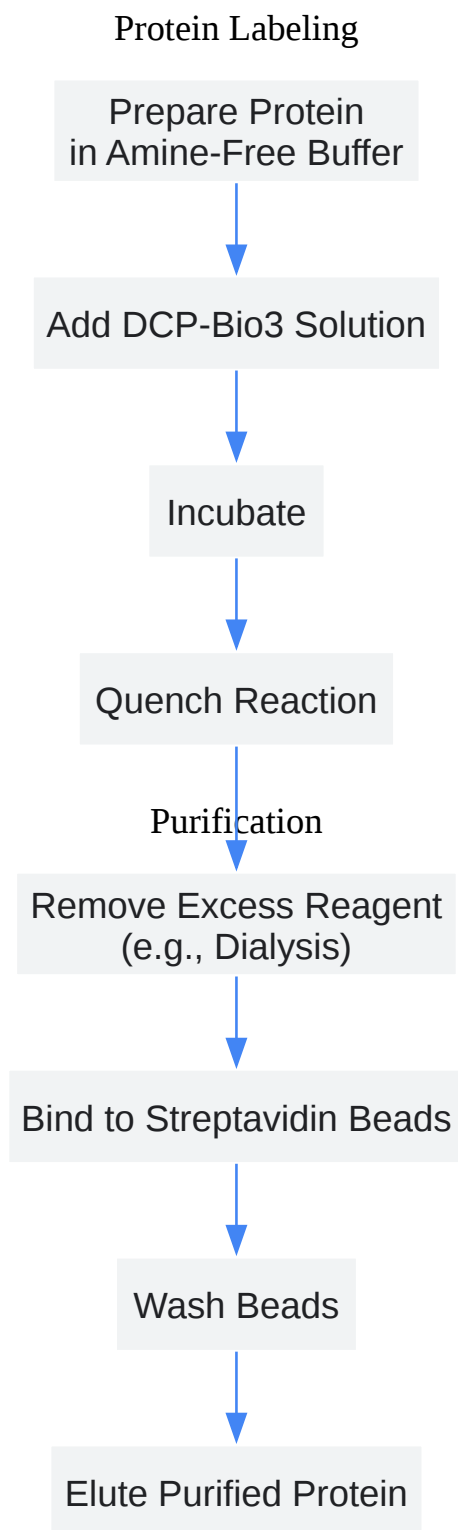 Protein Labeling
Prepare Protein
in Amine-Free Buffer
Add DCP-Bio3 Solution
Incubate
Quench Reaction
Purification
Remove Excess Reagent
(e.g., Dialysis)
Bind to Streptavidin Beads
Wash Beads
Elute Purified Protein